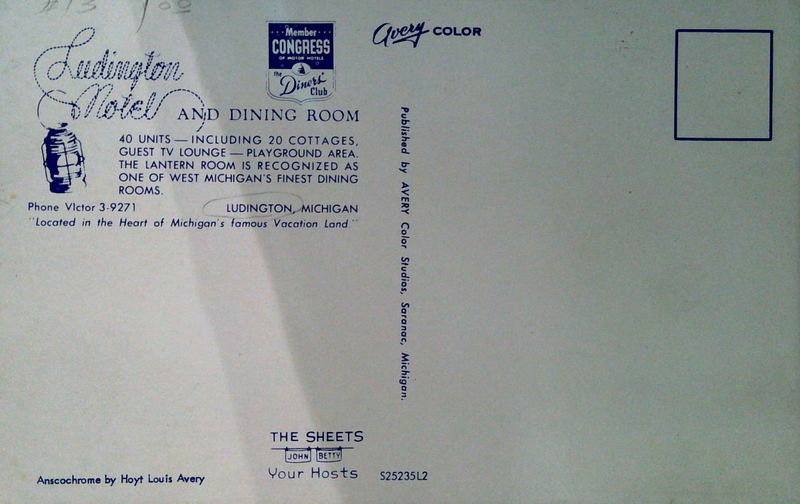 #13 1.00
Ludington
Motel
AND DINING ROOM
Member
CONGRESS
OF MOTOR HOTELS
The
Diners'
Club
40 UNITS — INCLUDING 20 COTTAGES,
GUEST TV LOUNGE — PLAYGROUND AREA.
THE LANTERN ROOM IS RECOGNIZED AS
ONE OF WEST MICHIGAN'S FINEST DINING
ROOMS.
Phone VIctor 3-9271
LUDINGTON, MICHIGAN
"Located in the Heart of Michigan's famous Vacation Land."
Avery COLOR
Published by AVERY Color Studios, Saranac, Michigan.
THE SHEETS
JOHN BETTY
Your Hosts
Anscochrome by Hoyt Louis Avery
S25235L2